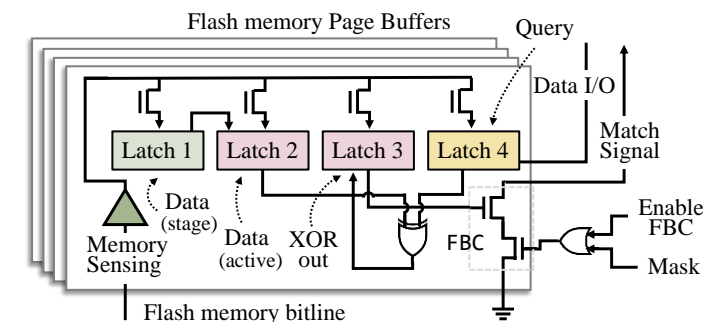 Flash memory Page Buffers
Query
Data I/O
Match
Signal
Latch 1
Latch 2
Latch 3
Latch 4
Data
(stage)
Data
(active)
XOR
out
FBC
Enable
FBC
Mask
Memory
Sensing
Flash memory bitline